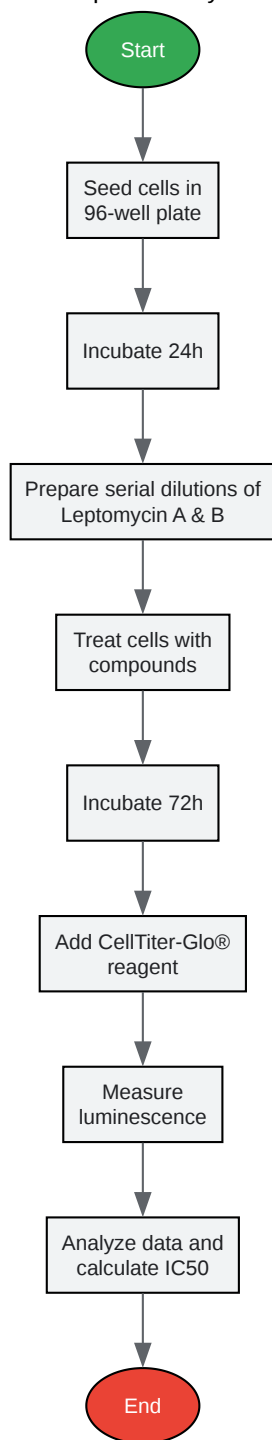 Start
Seed cells in
96-well plate
Incubate 24h
Prepare serial dilutions of
Leptomycin A & B
Treat cells with
compounds
Incubate 72h
Add CellTiter-Glo®
reagent
Measure
luminescence
Analyze data and
calculate IC50
End